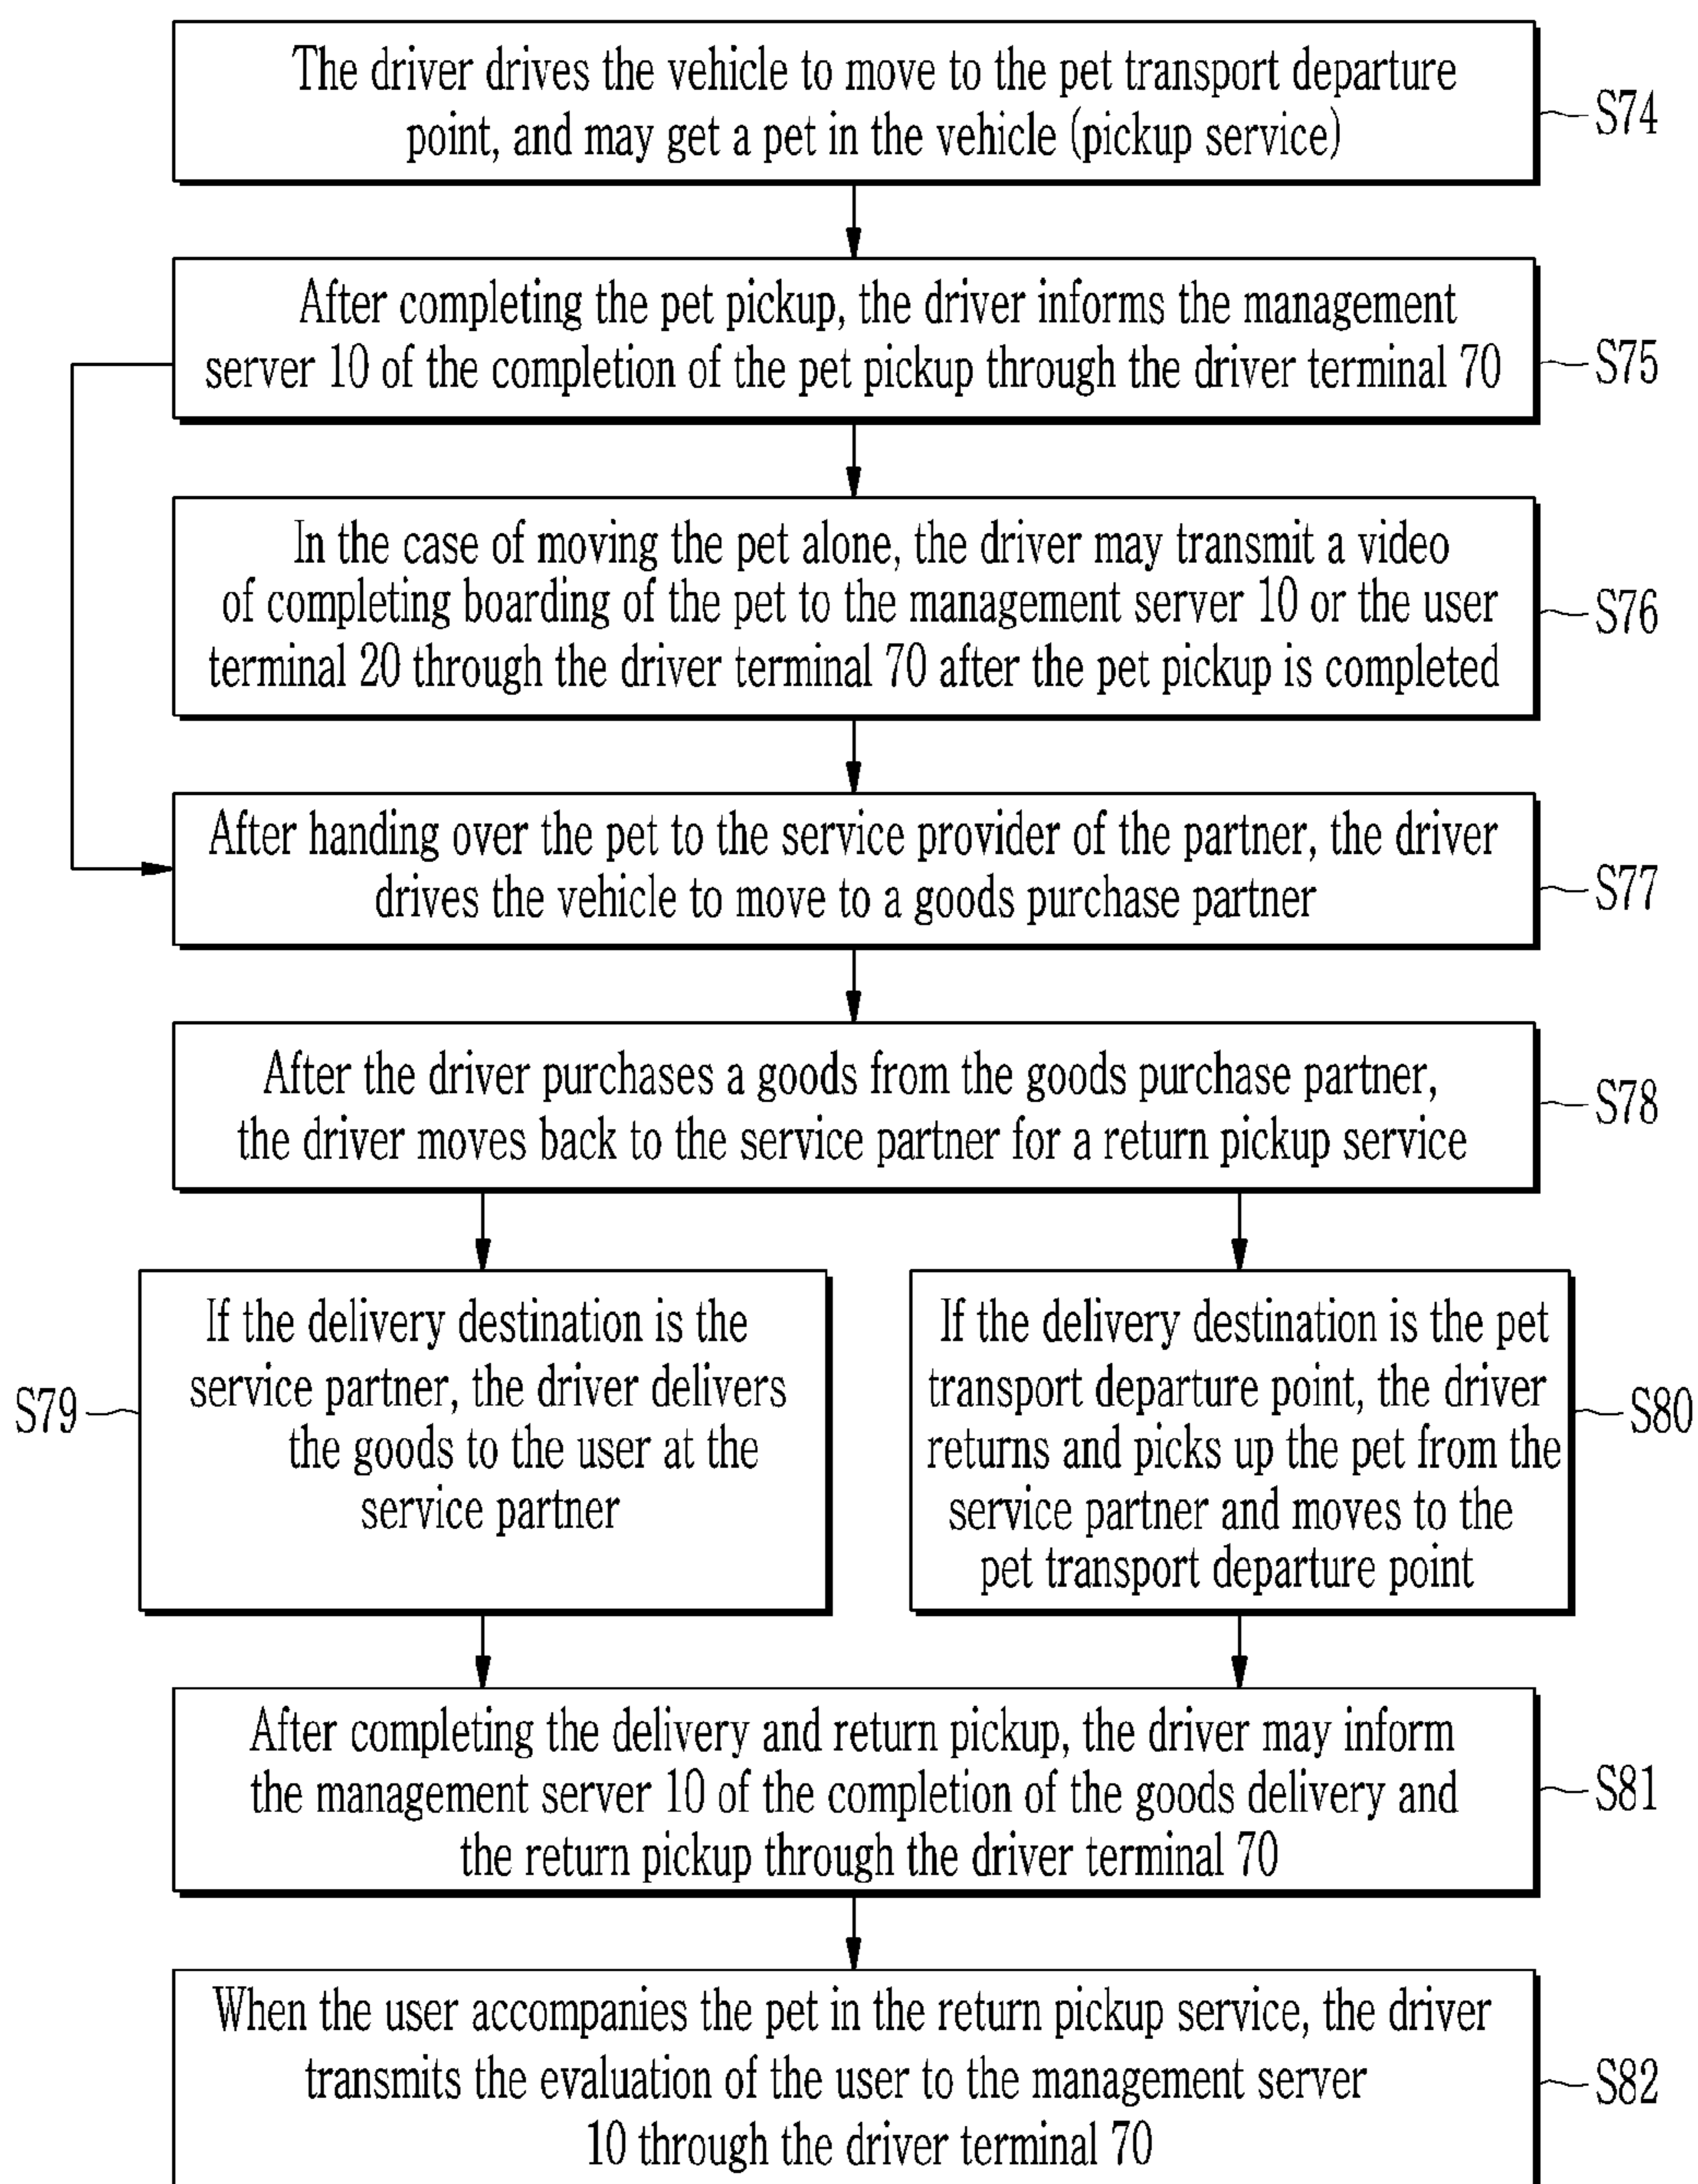 The driver drives the vehicle to move to the pet transport departure
point, and may get a pet in the vehicle (pickup service)
S74
After completing the pet pickup, the driver informs the management
server 10 of the completion of the pet pickup through the driver terminal 70
S75
In the case of moving the pet alone, the driver may transmit a video
of completing boarding of the pet to the management server 10 or the user
terminal 20 through the driver terminal 70 after the pet pickup is completed
S76
After handing over the pet to the service provider of the partner, the driver
drives the vehicle to move to a goods purchase partner
S77
After the driver purchases a goods from the goods purchase partner,
the driver moves back to the service partner for a return pickup service
S78
If the delivery destination is the
service partner, the driver delivers
the goods to the user at the
service partner
S79
If the delivery destination is the pet
transport departure point, the driver
returns and picks up the pet from the
service partner and moves to the
pet transport departure point
S80
After completing the delivery and return pickup, the driver may inform
the management server 10 of the completion of the goods delivery and
the return pickup through the driver terminal 70
S81
When the user accompanies the pet in the return pickup service, the driver
transmits the evaluation of the user to the management server
10 through the driver terminal 70
S82